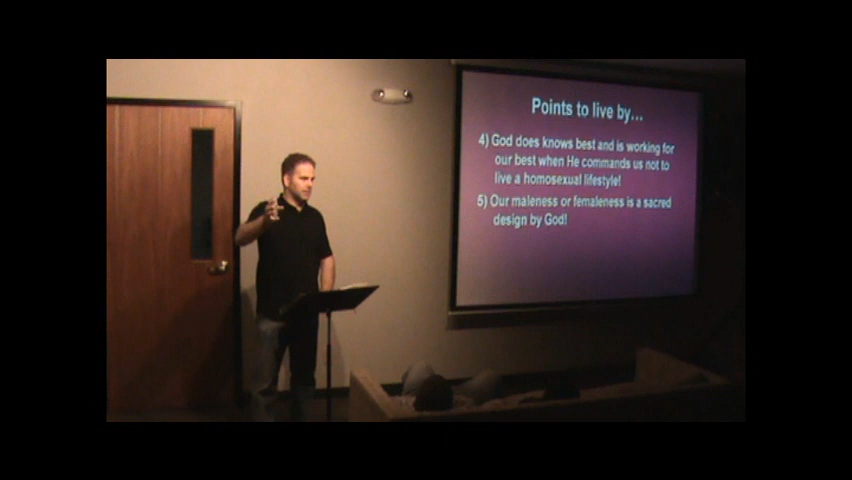 Points to live by...
4) God does knows best and is working for
our best when He commands us not to
live a homosexual lifestyle!
5) Our maleness or femaleness is a sacred
design by God!